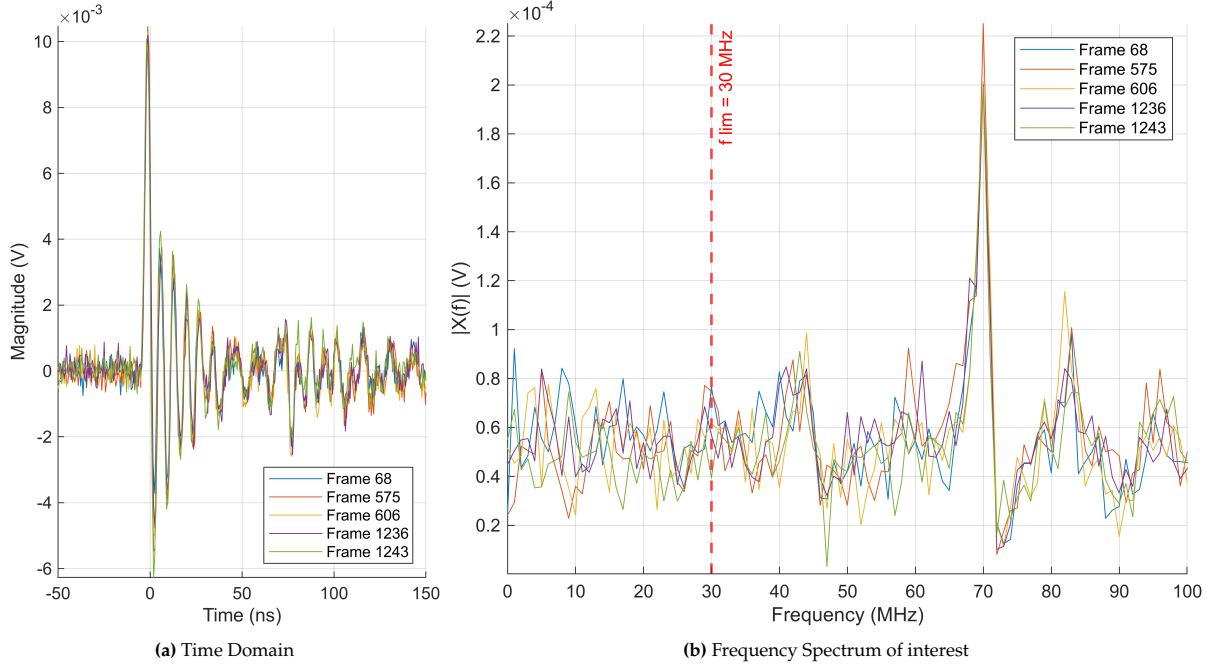 ×10⁻³
10
8
6
4
2
0
-2
-4
-6
Magnitude (V)
-50
0
50
100
150
Time (ns)
Frame 68
Frame 575
Frame 606
Frame 1236
Frame 1243
(a) Time Domain
×10⁻⁴
2.2
2
1.8
1.6
1.4
1.2
1
0.8
0.6
0.4
0.2
|X(f)| (V)
f lim = 30 MHz
Frame 68
Frame 575
Frame 606
Frame 1236
Frame 1243
0
10
20
30
40
50
60
70
80
90
100
Frequency (MHz)
(b) Frequency Spectrum of interest